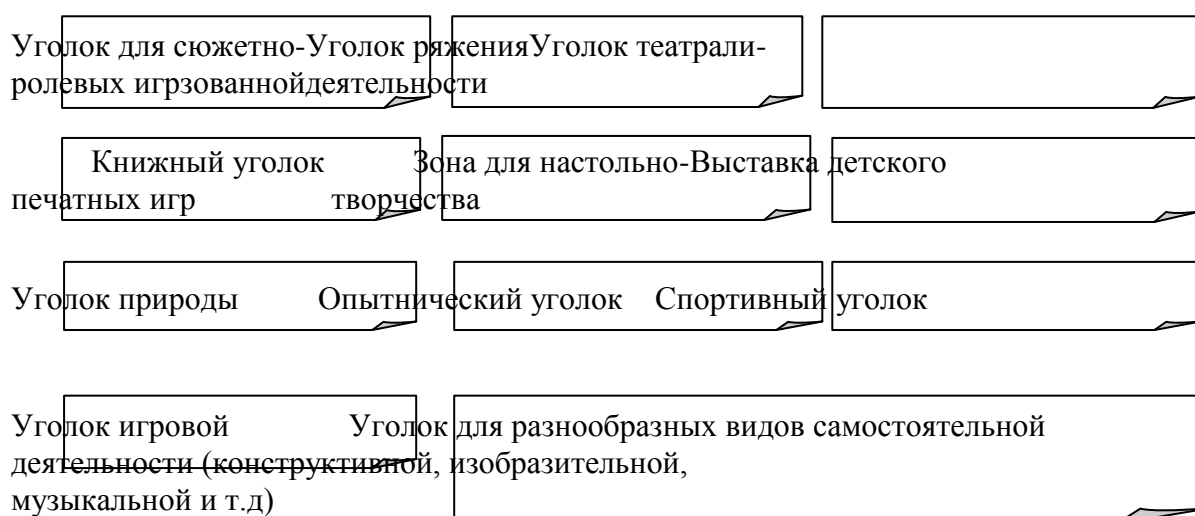 Уголок для сюжетно-Уголок ряженияУголок театрали-
ролевых игрзованнойдеятельности
Книжный уголок Зона для настольно-Выставка детского
печатных игр творчества
Уголок природы Опытнический уголок Спортивный уголок
Уголок игровой Уголок для разнообразных видов самостоятельной
деятельности (конструктивной, изобразительной,
музыкальной и т.д)